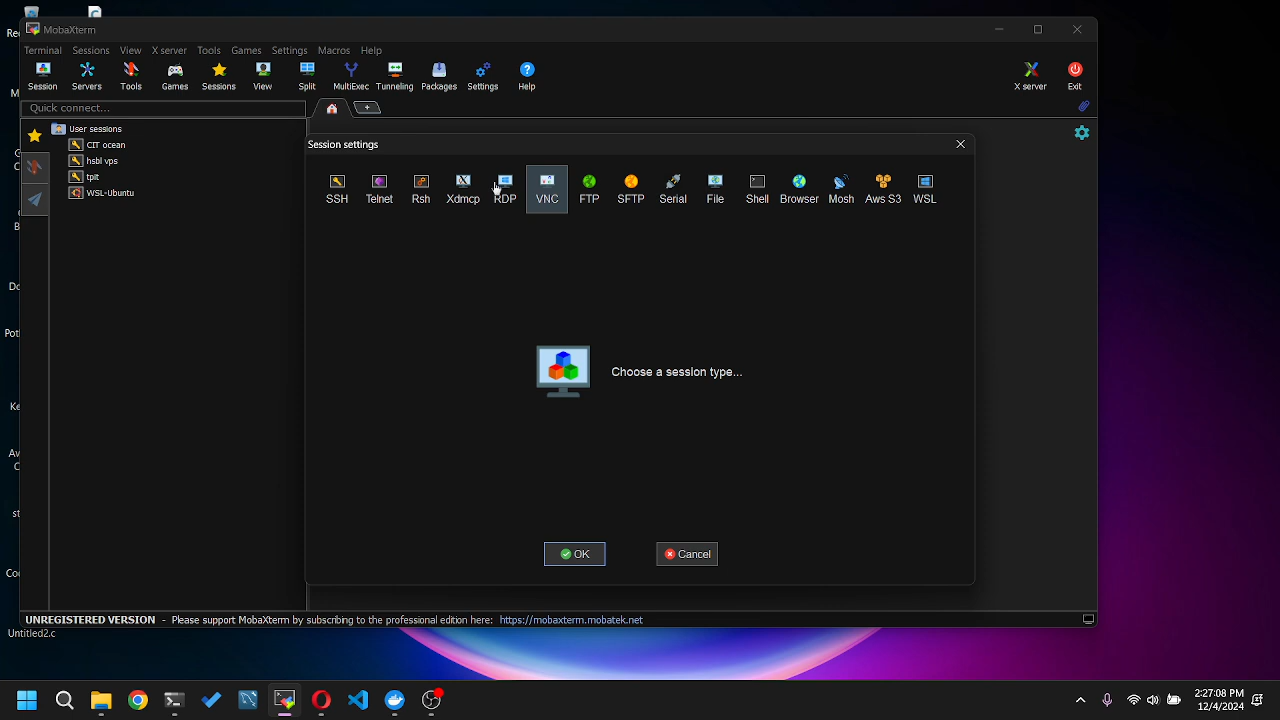 MobaXterm
Terminal Sessions View X server Tools Games Settings Macros Help
Session Servers Tools Games Sessions View Split MultiExec Tunneling Packages Settings Help X server Exit
Quick connect...
User sessions
CIT ocean
hsbl vps
tpit
WSL-Ubuntu
Session settings
SSH Telnet Rsh Xdmcp RDP VNC FTP SFTP Serial File Shell Browser Mosh Aws S3 WSL
Choose a session type...
OK Cancel
UNREGISTERED VERSION - Please support MobaXterm by subscribing to the professional edition here: https://mobaxterm.mobatek.net
Untitled2.c
2:27:08 PM
12/4/2024